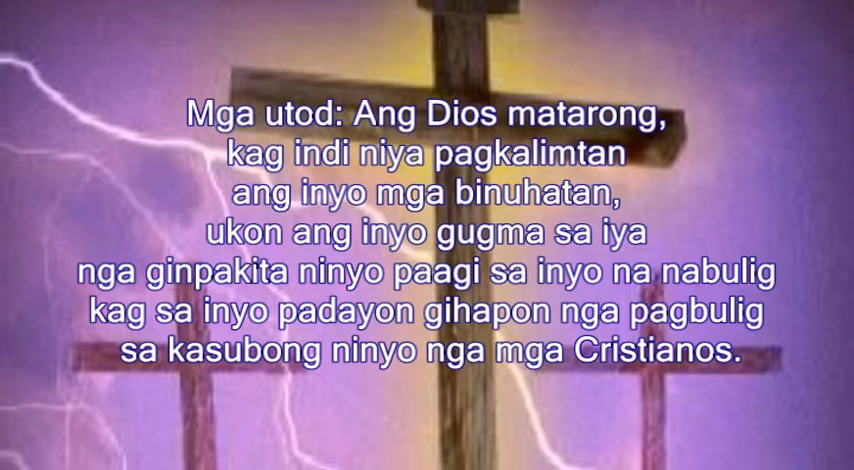 Mga utod: Ang Dios matarong,
kag indi niya pagkalimtan
ang inyo mga binuhatan,
ukon ang inyo gugma sa iya
nga ginpakita ninyo paagi sa inyo na nabulig
kag sa inyo padayon gihapon nga pagbulig
sa kasubong ninyo nga mga Cristianos.